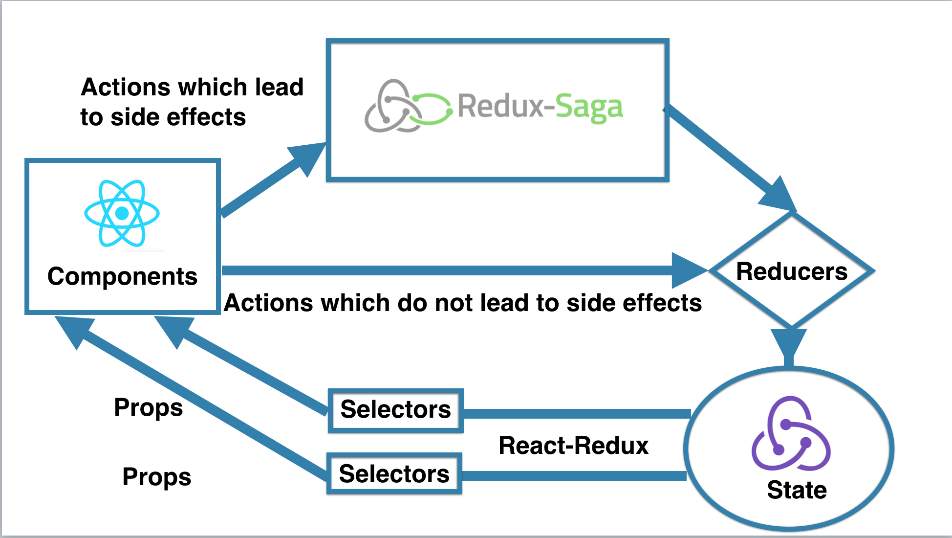 Actions which lead
to side effects
Redux-Saga
Components
Reducers
Actions which do not lead to side effects
Props
Selectors
React-Redux
Props
Selectors
State